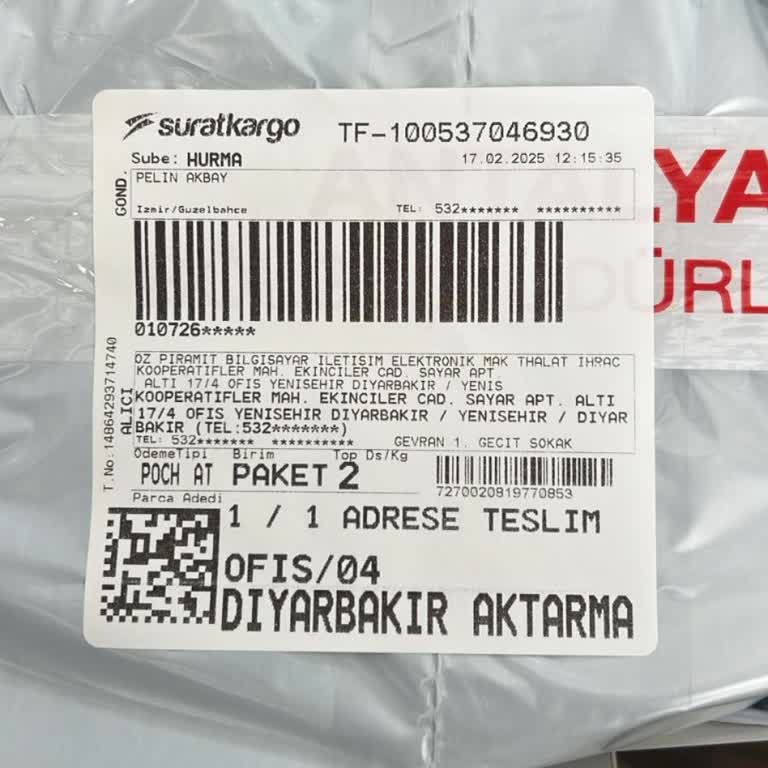 suratkargo TF-100537046930
Sube: HURMA 17.02.2025 12:15:35
GOND.
PELIN AKBAY
Izmir/Guzelbahce TEL: 532******* **********
010726*****
T.No:14864293714740
ALICI
OZ PIRAMIT BILGISAYAR ILETISIM ELEKTRONIK MAK THALAT IHRAC
KOOPERATIFLER MAH. EKINCILER CAD. SAYAR APT.
ALTI 17/4 OFIS YENISEHIR DIYARBAKIR / YENIS
KOOPERATIFLER MAH. EKINCILER CAD. SAYAR APT. ALTI
17/4 OFIS YENISEHIR DIYARBAKIR / YENISEHIR / DIYAR
BAKIR (TEL:532*******)
TEL: 532******* ********** GEVRAN 1. GECIT SOKAK
OdemeTipi Birim Top Ds/Kg
POCH AT PAKET 2
7270020819770853
Parca Adedi
1 / 1 ADRESE TESLIM
OFIS/04
DIYARBAKIR AKTARMA
ANTALYA
DÜRL